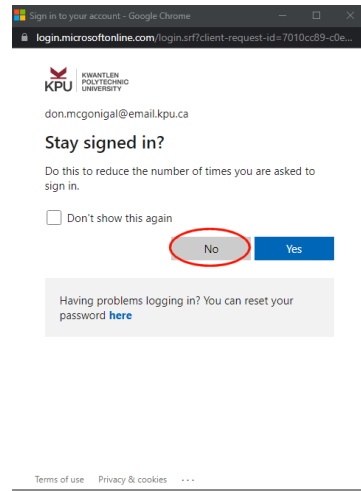 Sign in to your account - Google Chrome
login.microsoftonline.com/login.srf?client-request-id=7010cc89-c0e...
KPU
KWANTLEN
POLYTECHNIC
UNIVERSITY
don.mcgonigal@email.kpu.ca
Stay signed in?
Do this to reduce the number of times you are asked to
sign in.
Don't show this again
No
Yes
Having problems logging in? You can reset your
password here
Terms of use Privacy & cookies ...